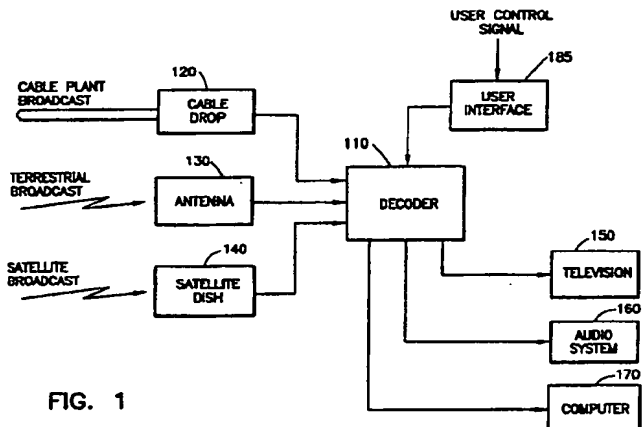 USER CONTROL
SIGNAL
185
USER
INTERFACE
CABLE PLANT
BROADCAST
120
CABLE
DROP
110
DECODER
TERRESTRIAL
BROADCAST
130
ANTENNA
SATELLITE
BROADCAST
140
SATELLITE
DISH
150
TELEVISION
160
AUDIO
SYSTEM
170
COMPUTER
FIG. 1